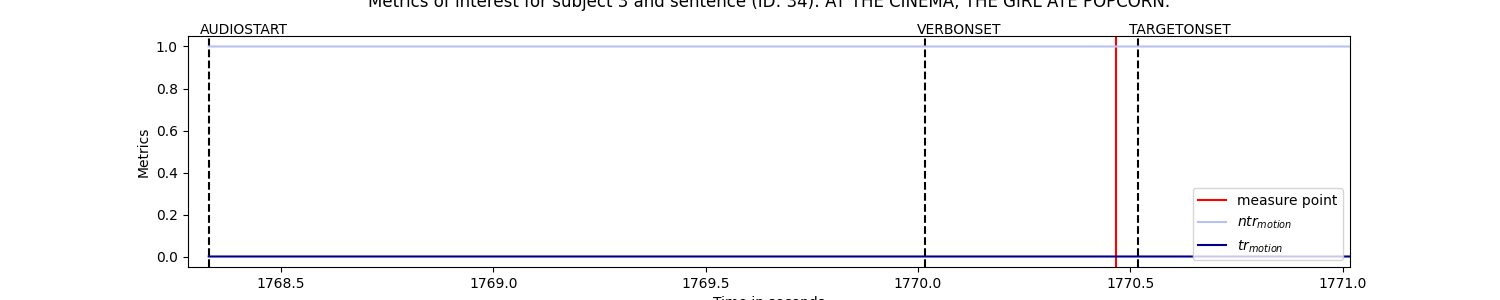 Metrics of interest for subject 3 and sentence (ID: 34): AT THE CINEMA, THE GIRL ATE POPCORN.
AUDIOSTART VERBONSET TARGETONSET
1.0
0.8
0.6
0.4
0.2
0.0
Metrics
measure point
ntr_motion
tr_motion
1768.5 1769.0 1769.5 1770.0 1770.5 1771.0
Time in seconds